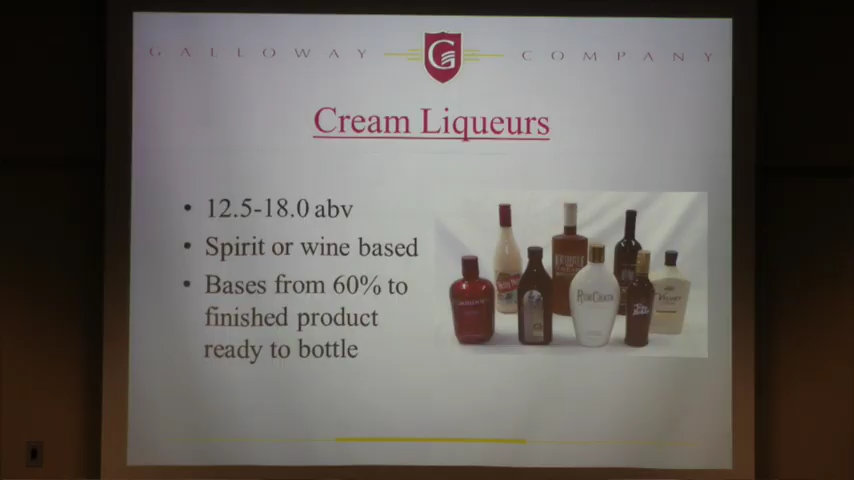 GALLOWAY G COMPANY
Cream Liqueurs
• 12.5-18.0 abv
• Spirit or wine based
• Bases from 60% to
finished product
ready to bottle
RumChata